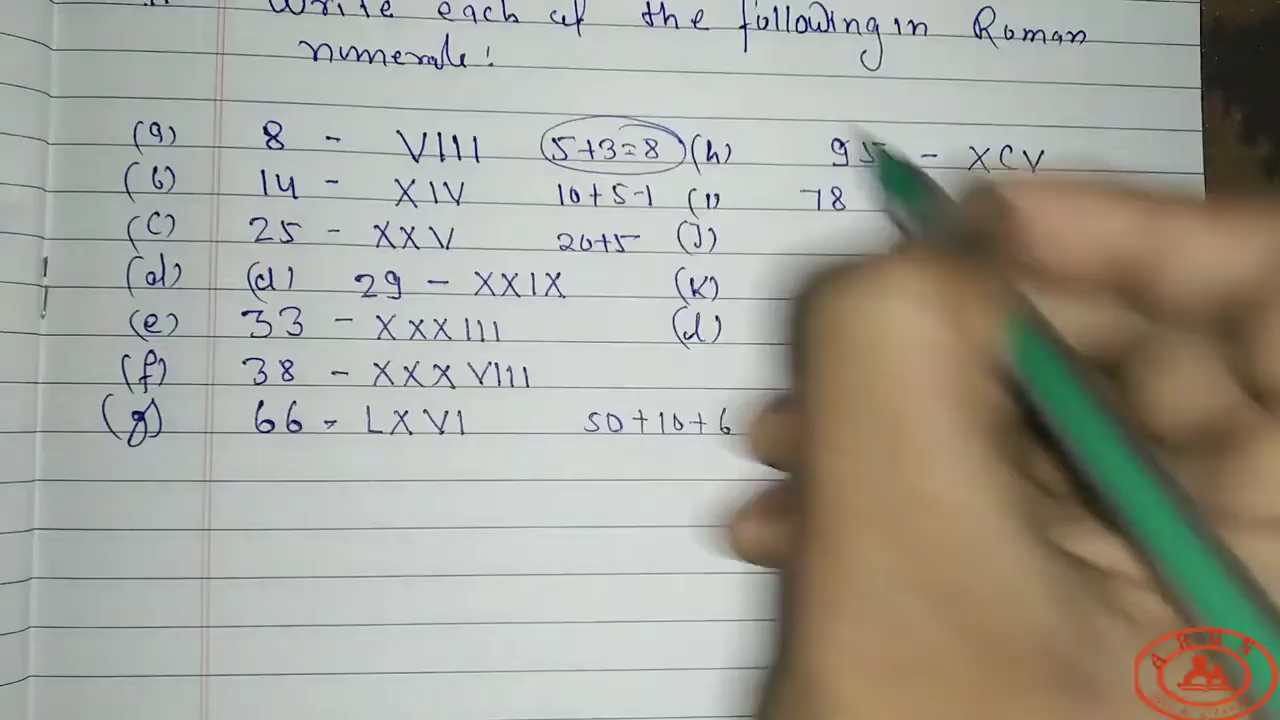 Write each of the following in Roman
numerals:
(a) 8 - VIII 5+3=8 (h) 95 - XCV
(b) 14 - XIV 10+5-1 (i) 78
(c) 25 - XXV 20+5 (J)
(d) (d) 29 - XXIX (K)
(e) 33 - XXXIII (d)
(f) 38 - XXXVIII
(g) 66 - LXVI 50+10+6